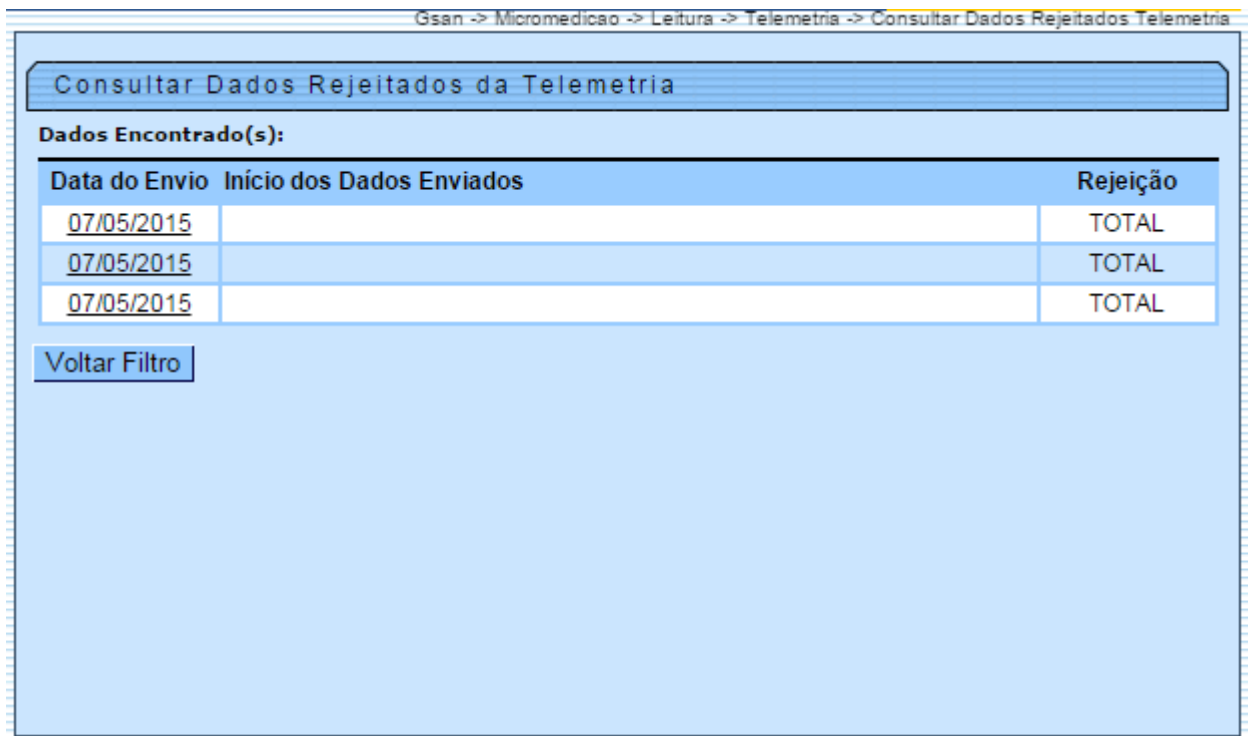 Gsan -> Micromedicao -> Leitura -> Telemetria -> Consultar Dados Rejeitados Telemetria
Consultar Dados Rejeitados da Telemetria
Dados Encontrado(s):
Data do Envio Início dos Dados Enviados Rejeição
07/05/2015 TOTAL
07/05/2015 TOTAL
07/05/2015 TOTAL
Voltar Filtro